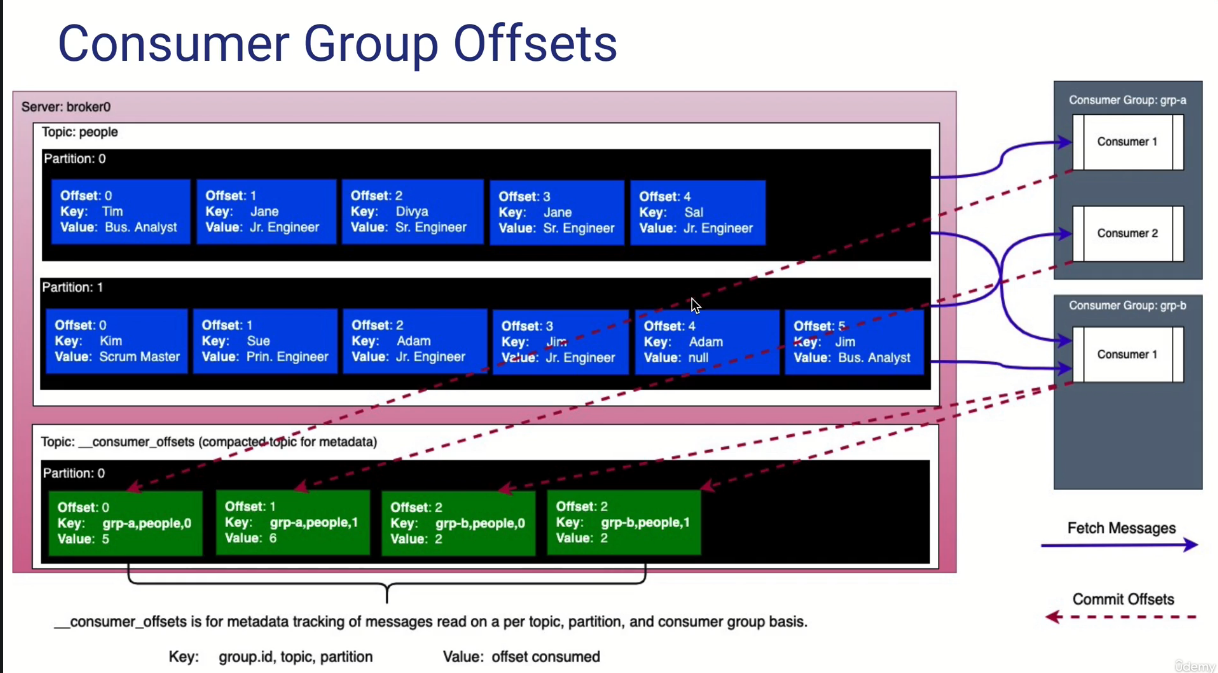 Consumer Group Offsets
Server: broker0
Topic: people
Partition: 0
Offset: 0
Key: Tim
Value: Bus. Analyst
Offset: 1
Key: Jane
Value: Jr. Engineer
Offset: 2
Key: Divya
Value: Sr. Engineer
Offset: 3
Key: Jane
Value: Sr. Engineer
Offset: 4
Key: Sal
Value: Jr. Engineer
Partition: 1
Offset: 0
Key: Kim
Value: Scrum Master
Offset: 1
Key: Sue
Value: Prin. Engineer
Offset: 2
Key: Adam
Value: Jr. Engineer
Offset: 3
Key: Jim
Value: Jr. Engineer
Offset: 4
Key: Adam
Value: null
Offset: 5
Key: Jim
Value: Bus. Analyst
Topic: __consumer_offsets (compacted topic for metadata)
Partition: 0
Offset: 0
Key: grp-a,people,0
Value: 5
Offset: 1
Key: grp-a,people,1
Value: 6
Offset: 2
Key: grp-b,people,0
Value: 2
Offset: 2
Key: grp-b,people,1
Value: 2
Consumer Group: grp-a
Consumer 1
Consumer 2
Consumer Group: grp-b
Consumer 1
Fetch Messages
Commit Offsets
__consumer_offsets is for metadata tracking of messages read on a per topic, partition, and consumer group basis.
Key: group.id, topic, partition Value: offset consumed
ûdemy